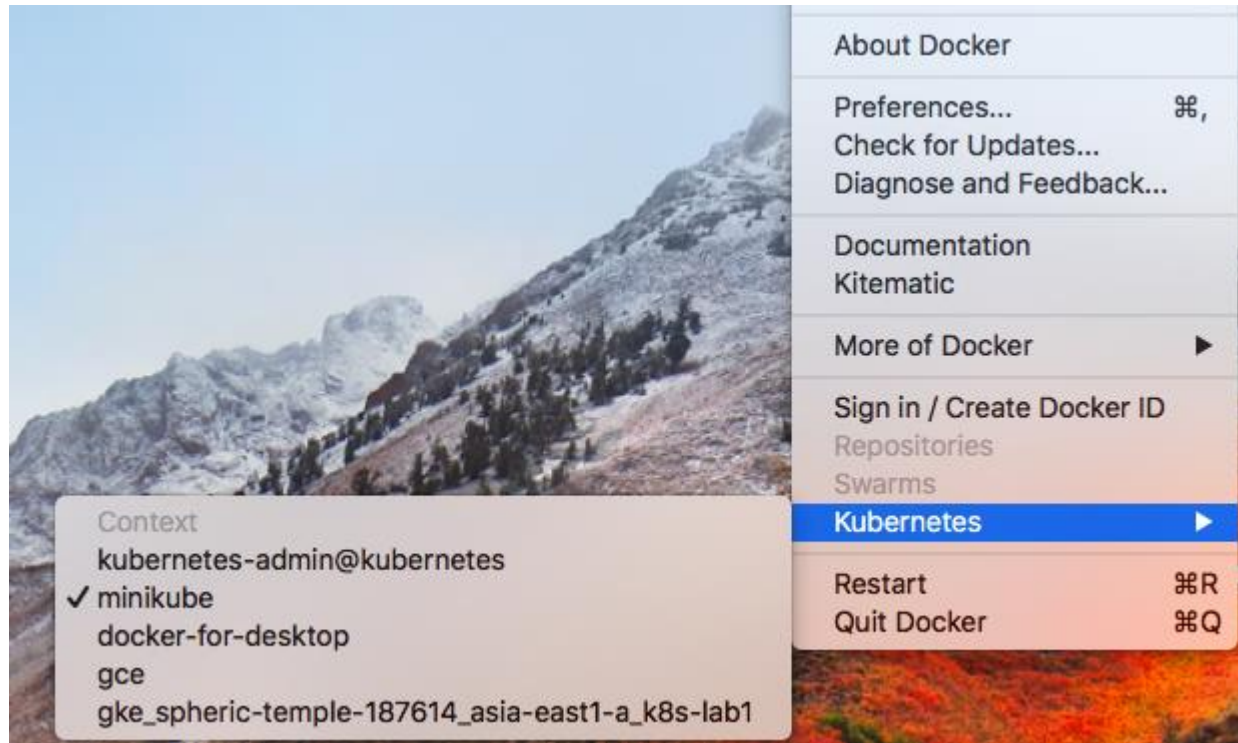 About Docker
Preferences... ⌘,
Check for Updates...
Diagnose and Feedback...
Documentation
Kitematic
More of Docker ▶
Sign in / Create Docker ID
Repositories
Swarms
Kubernetes ▶
Restart ⌘R
Quit Docker ⌘Q
Context
kubernetes-admin@kubernetes
✓ minikube
docker-for-desktop
gce
gke_spheric-temple-187614_asia-east1-a_k8s-lab1